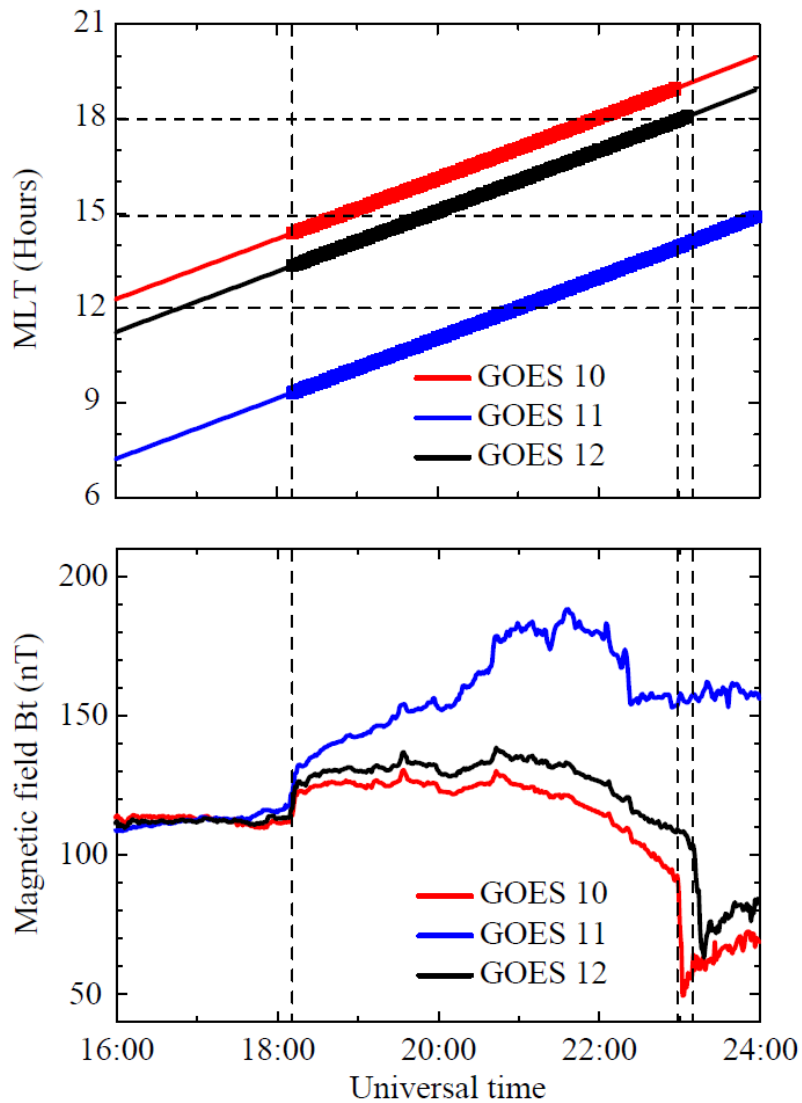 21
18
15
12
9
6
MLT (Hours)
GOES 10
GOES 11
GOES 12
200
150
100
50
Magnetic field Bt (nT)
GOES 10
GOES 11
GOES 12
16:00 18:00 20:00 22:00 24:00
Universal time